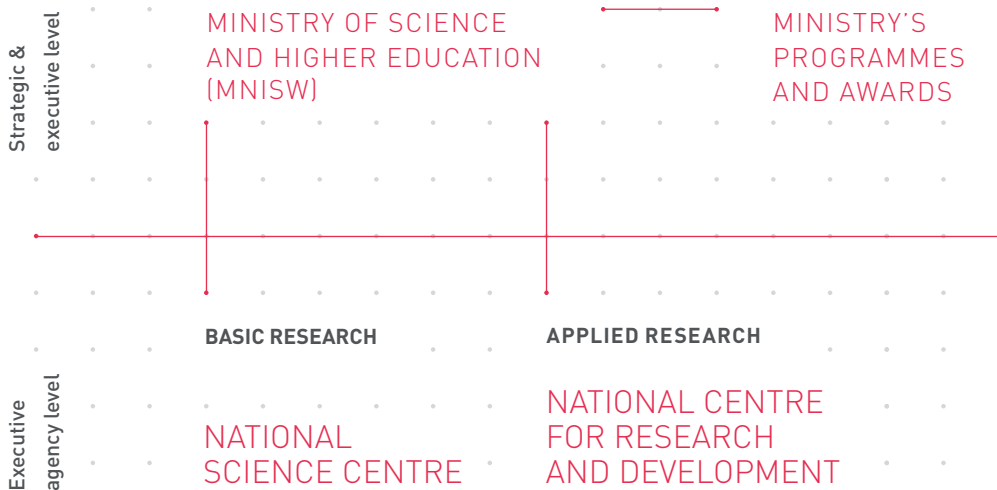 Strategic &
executive level
MINISTRY OF SCIENCE
AND HIGHER EDUCATION
(MNISW)
MINISTRY'S
PROGRAMMES
AND AWARDS
BASIC RESEARCH
APPLIED RESEARCH
Executive
agency level
NATIONAL
SCIENCE CENTRE
NATIONAL CENTRE
FOR RESEARCH
AND DEVELOPMENT